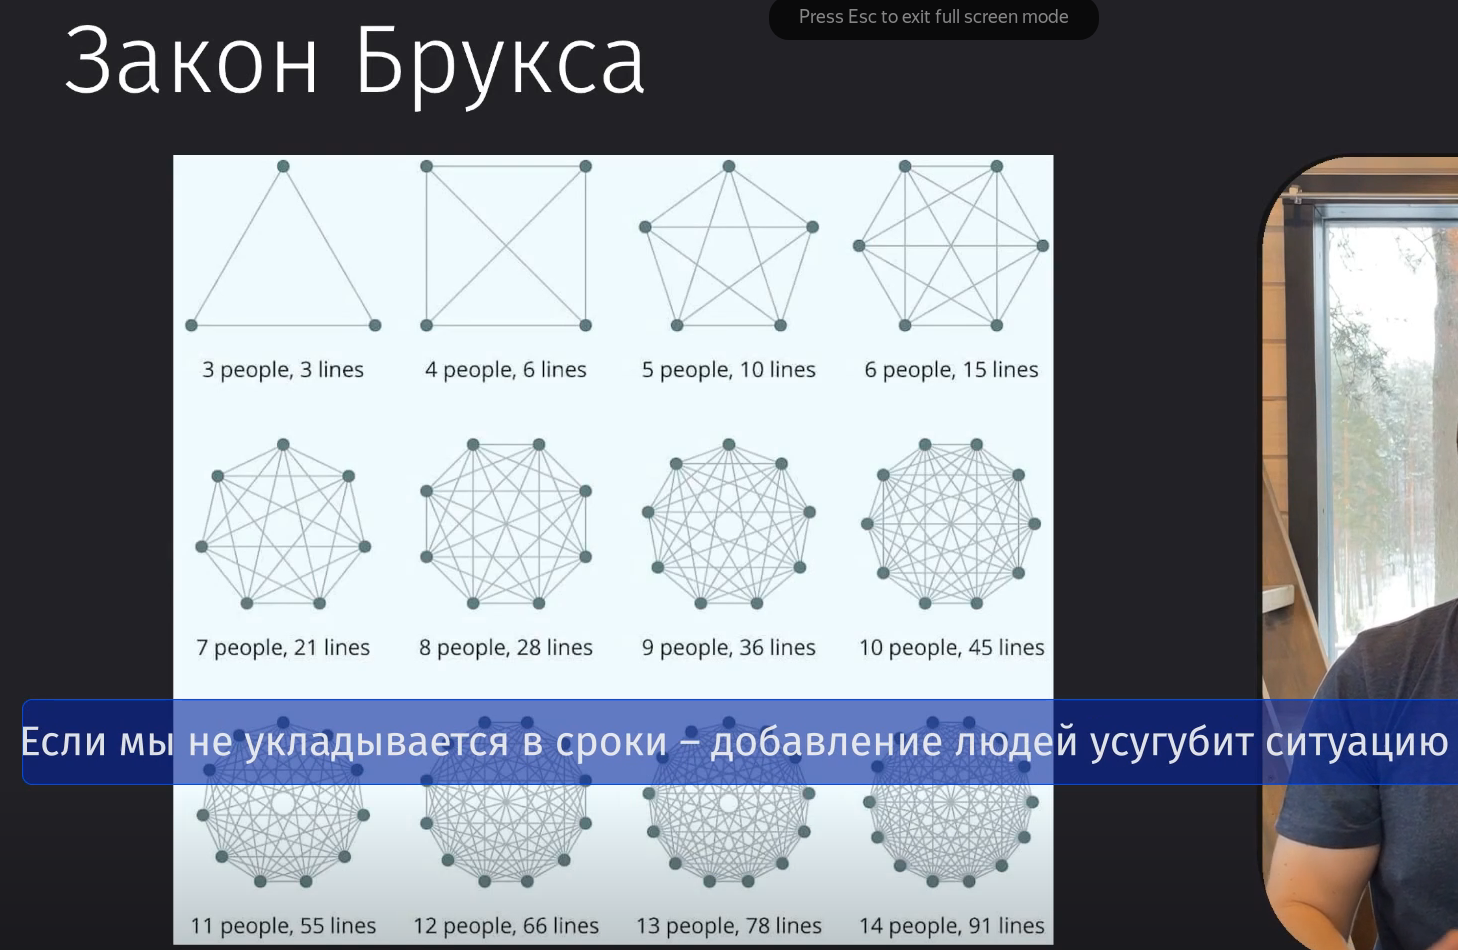 Press Esc to exit full screen mode
Закон Брукса
3 people, 3 lines
4 people, 6 lines
5 people, 10 lines
6 people, 15 lines
7 people, 21 lines
8 people, 28 lines
9 people, 36 lines
10 people, 45 lines
Если мы не укладывается в сроки – добавление людей усугубит ситуацию
11 people, 55 lines
12 people, 66 lines
13 people, 78 lines
14 people, 91 lines